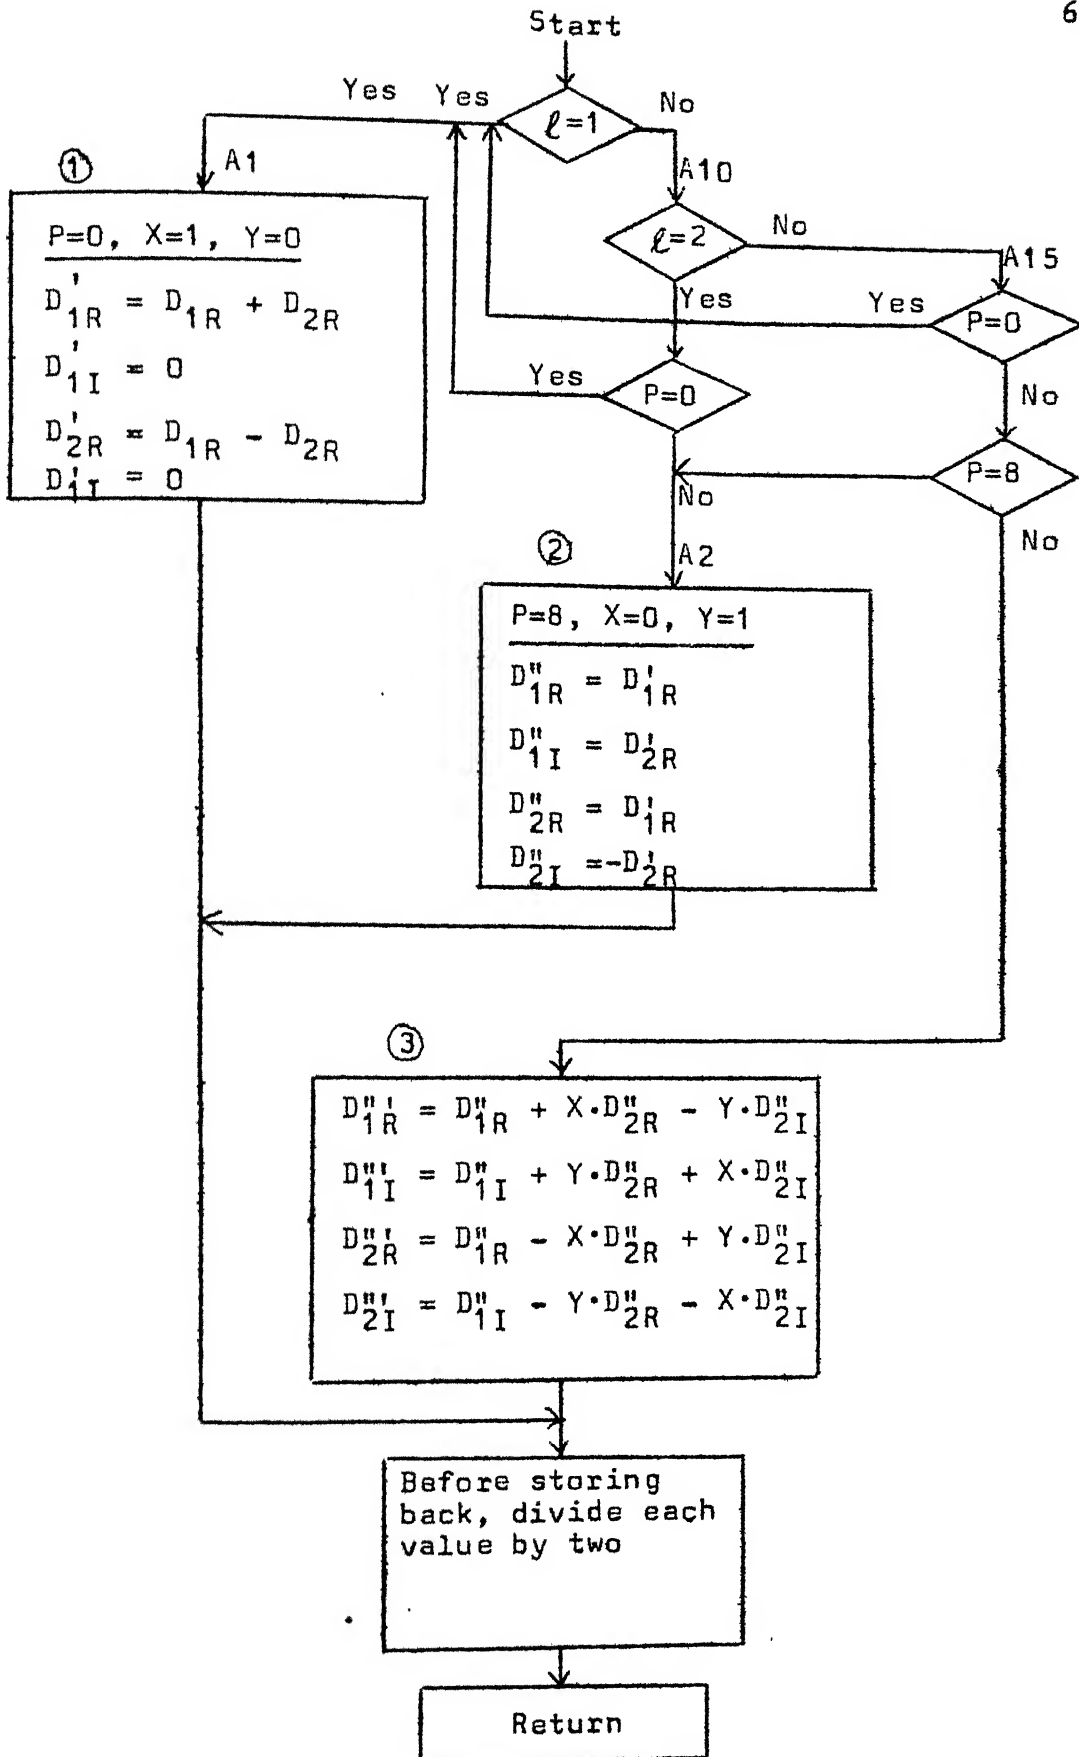 6
Start
Yes Yes
ℓ=1
No
① A1
A10
P=0, X=1, Y=0
D'1R = D1R + D2R
D'1I = 0
D'2R = D1R - D2R
D'1I = 0
ℓ=2
No
A15
Yes
Yes
P=0
Yes
P=0
No
P=8
No
No
② A2
P=8, X=0, Y=1
D"1R = D'1R
D"1I = D'2R
D"2R = D'1R
D"2I =-D'2R
③
D"'1R = D"1R + X·D"2R - Y·D"2I
D"'1I = D"1I + Y·D"2R + X·D"2I
D"'2R = D"1R - X·D"2R + Y·D"2I
D"'2I = D"1I - Y·D"2R - X·D"2I
Before storing
back, divide each
value by two
Return